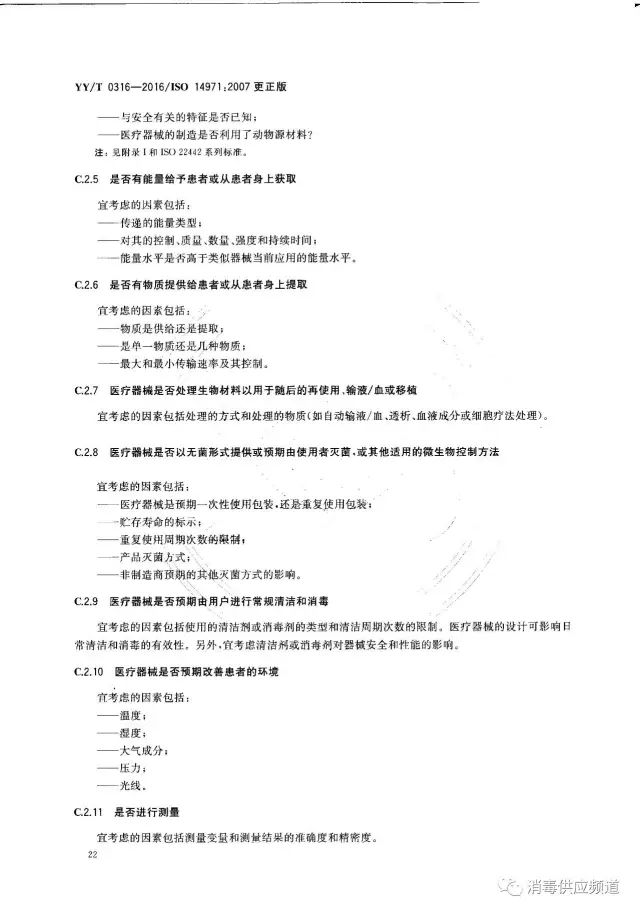 YY/T 0316—2016/ISO 14971:2007 更正版
——与安全有关的特征是否已知；
——医疗器械的制造是否利用了动物源材料？
注：见附录 I 和 ISO 22442 系列标准。
C.2.5 是否有能量给予患者或从患者身上获取
宜考虑的因素包括：
——传递的能量类型；
——对其的控制、质量、数量、强度和持续时间；
——能量水平是否高于类似器械当前应用的能量水平。
C.2.6 是否有物质提供给患者或从患者身上提取
宜考虑的因素包括：
——物质是供给还是提取；
——是单一物质还是几种物质；
——最大和最小传输速率及其控制。
C.2.7 医疗器械是否处理生物材料以用于随后的再使用、输液/血或移植
宜考虑的因素包括处理的方式和处理的物质(如自动输液/血、透析、血液成分或细胞疗法处理)。
C.2.8 医疗器械是否以无菌形式提供或预期由使用者灭菌，或其他适用的微生物控制方法
宜考虑的因素包括：
——医疗器械是预期一次性使用包装，还是重复使用包装；
——贮存寿命的标示；
——重复使用周期次数的限制；
——产品灭菌方式；
——非制造商预期的其他灭菌方式的影响。
C.2.9 医疗器械是否预期由用户进行常规清洁和消毒
宜考虑的因素包括使用的清洁剂或消毒剂的类型和清洁周期次数的限制。医疗器械的设计可影响日
常清洁和消毒的有效性。另外，宜考虑清洁剂或消毒剂对器械安全和性能的影响。
C.2.10 医疗器械是否预期改善患者的环境
宜考虑的因素包括：
——温度；
——湿度；
——大气成分；
——压力；
——光线。
C.2.11 是否进行测量
宜考虑的因素包括测量变量和测量结果的准确度和精密度。
22
消毒供应频道